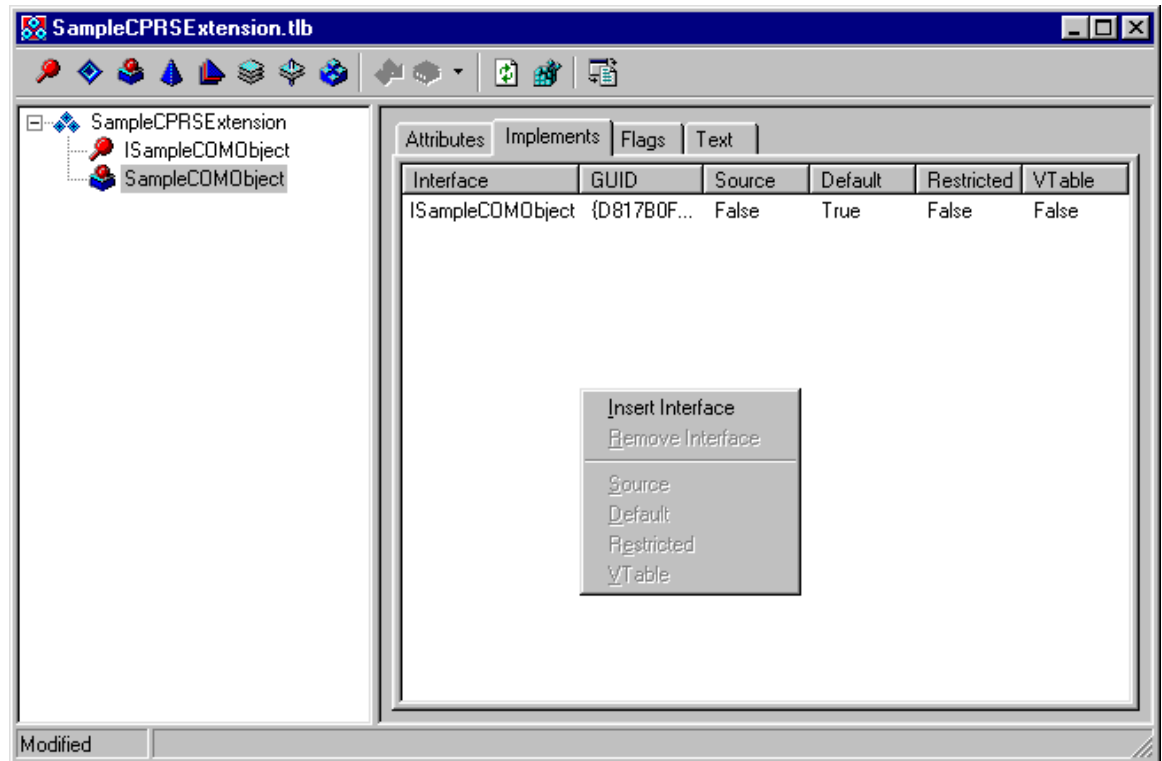 SampleCPRSExtension.tlb
SampleCPRSExtension
ISampleCOMObject
SampleCOMObject
Attributes Implements Flags Text
Interface GUID Source Default Restricted VTable
ISampleCOMObject {D817B0F... False True False False
Insert Interface
Remove Interface
Source
Default
Restricted
VTable
Modified